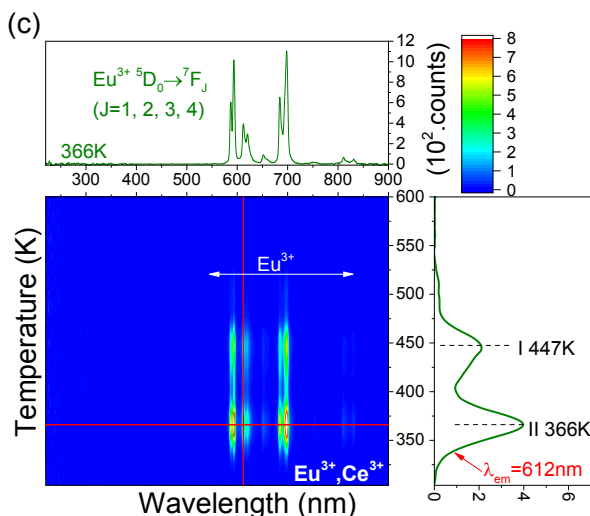 (c)
Eu³⁺ ⁵D₀→⁷F_J
(J=1, 2, 3, 4)
366K
0 2 4 6 8 10 12
200 300 400 500 600 700 800 900
(10².counts)
0 1 2 3 4 5 6 7 8
Temperature (K)
Eu³⁺
Eu³⁺,Ce³⁺
Wavelength (nm)
600
550
500
450
400
350
I 447K
II 366K
λem=612nm
0 2 4 6